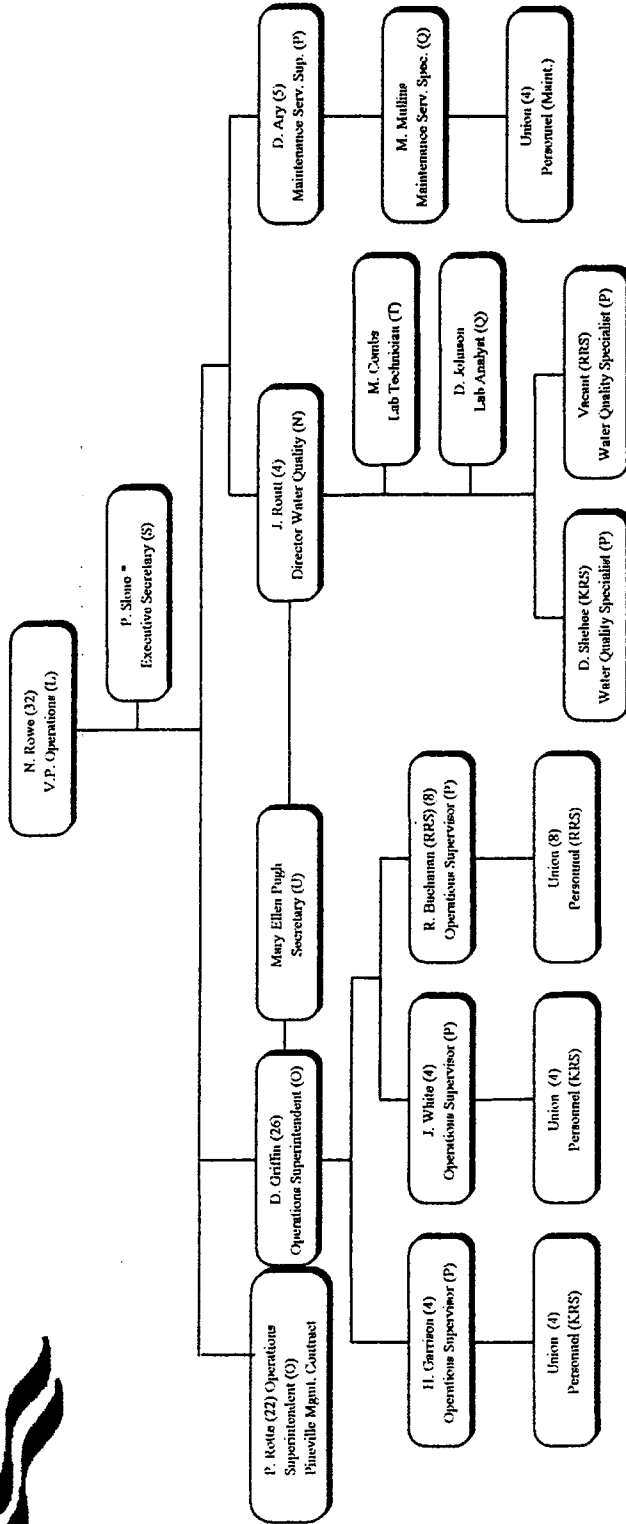 N. Rowe (32)
V.P. Operations (L)
P. Slone *
Executive Secretary (S)
P. Rotte (22) Operations
Superintendent (O)
Pineville Mgmt. Contract
D. Griffin (26)
Operations Superintendent (O)
Mary Ellen Pugh
Secretary (U)
J. Routt (4)
Director Water Quality (N)
D. Ary (5)
Maintenance Serv. Sup. (P)
H. Garrison (4)
Operations Supervisor (P)
J. White (4)
Operations Supervisor (P)
R. Buchanan (RRS) (8)
Operations Supervisor (P)
M. Combs
Lab Technician (T)
D. Johnson
Lab Analyst (Q)
M. Mullins
Maintenance Serv. Spec. (Q)
Union (4)
Personnel (KRS)
Union (4)
Personnel (KRS)
Union (8)
Personnel (RRS)
D. Shehee (KRS)
Water Quality Specialist (P)
Vacant (RRS)
Water Quality Specialist (P)
Union (4)
Personnel (Maint.)